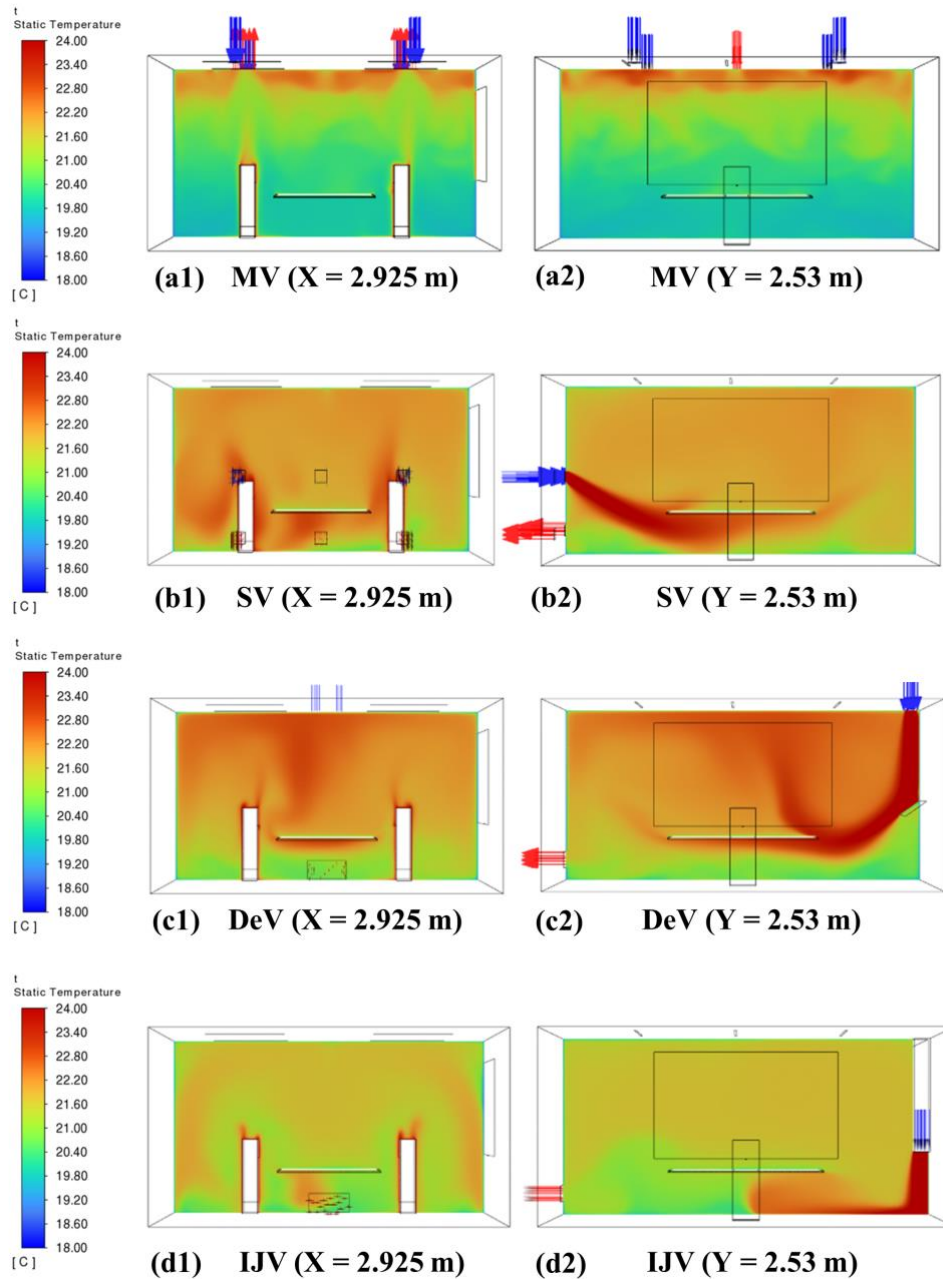 t
Static Temperature
24.00
23.40
22.80
22.20
21.60
21.00
20.40
19.80
19.20
18.60
18.00
[ C ]
(a1) MV (X = 2.925 m)
(a2) MV (Y = 2.53 m)
t
Static Temperature
24.00
23.40
22.80
22.20
21.60
21.00
20.40
19.80
19.20
18.60
18.00
[ C ]
(b1) SV (X = 2.925 m)
(b2) SV (Y = 2.53 m)
t
Static Temperature
24.00
23.40
22.80
22.20
21.60
21.00
20.40
19.80
19.20
18.60
18.00
[ C ]
(c1) DeV (X = 2.925 m)
(c2) DeV (Y = 2.53 m)
t
Static Temperature
24.00
23.40
22.80
22.20
21.60
21.00
20.40
19.80
19.20
18.60
18.00
[ C ]
(d1) IJV (X = 2.925 m)
(d2) IJV (Y = 2.53 m)